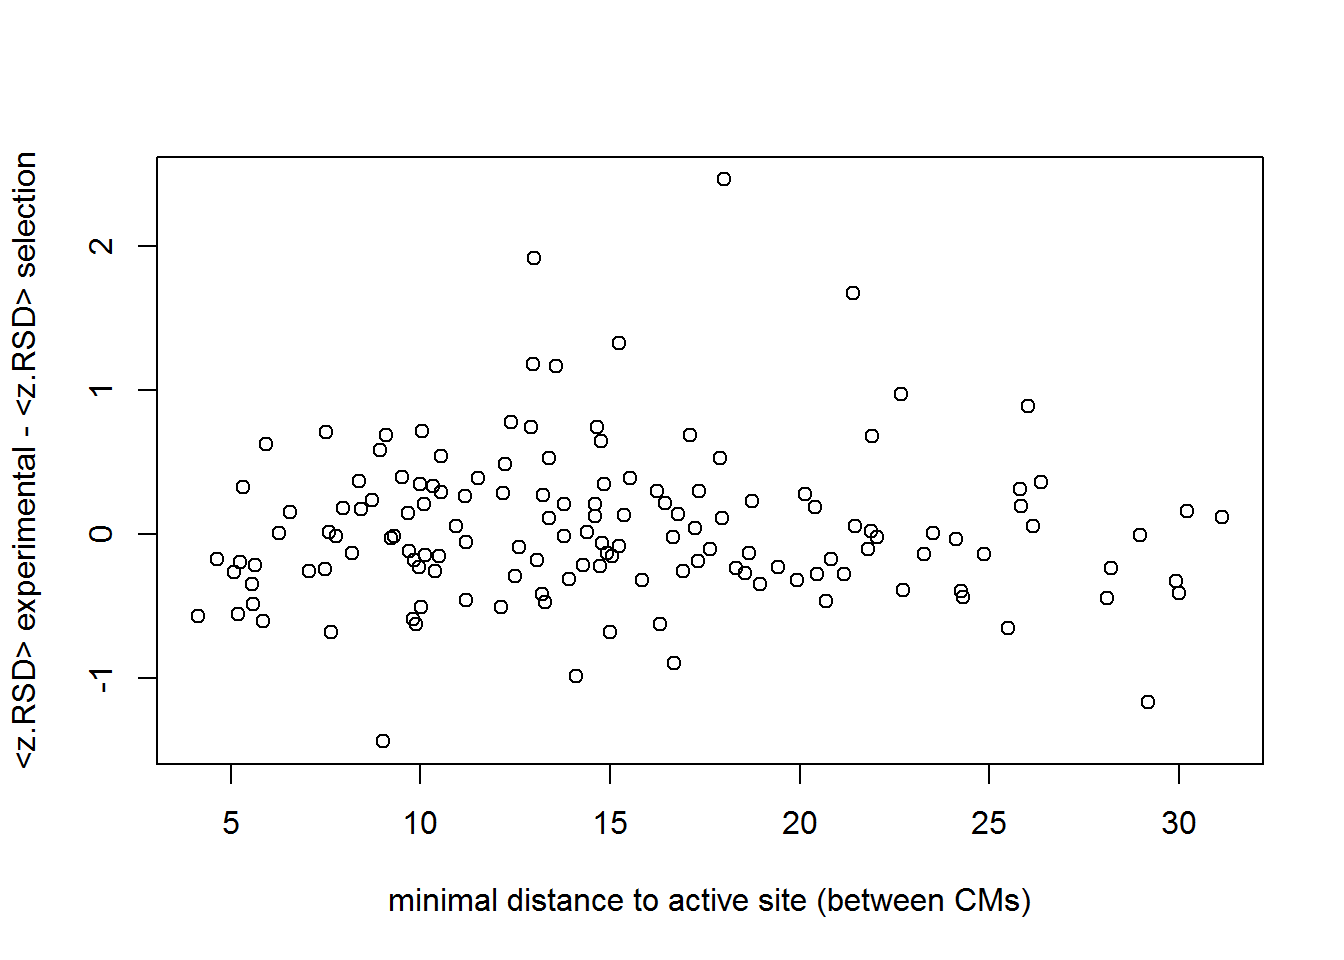 <z.RSD> experimental - <z.RSD> selection
2
1
0
-1
5 10 15 20 25 30
minimal distance to active site (between CMs)